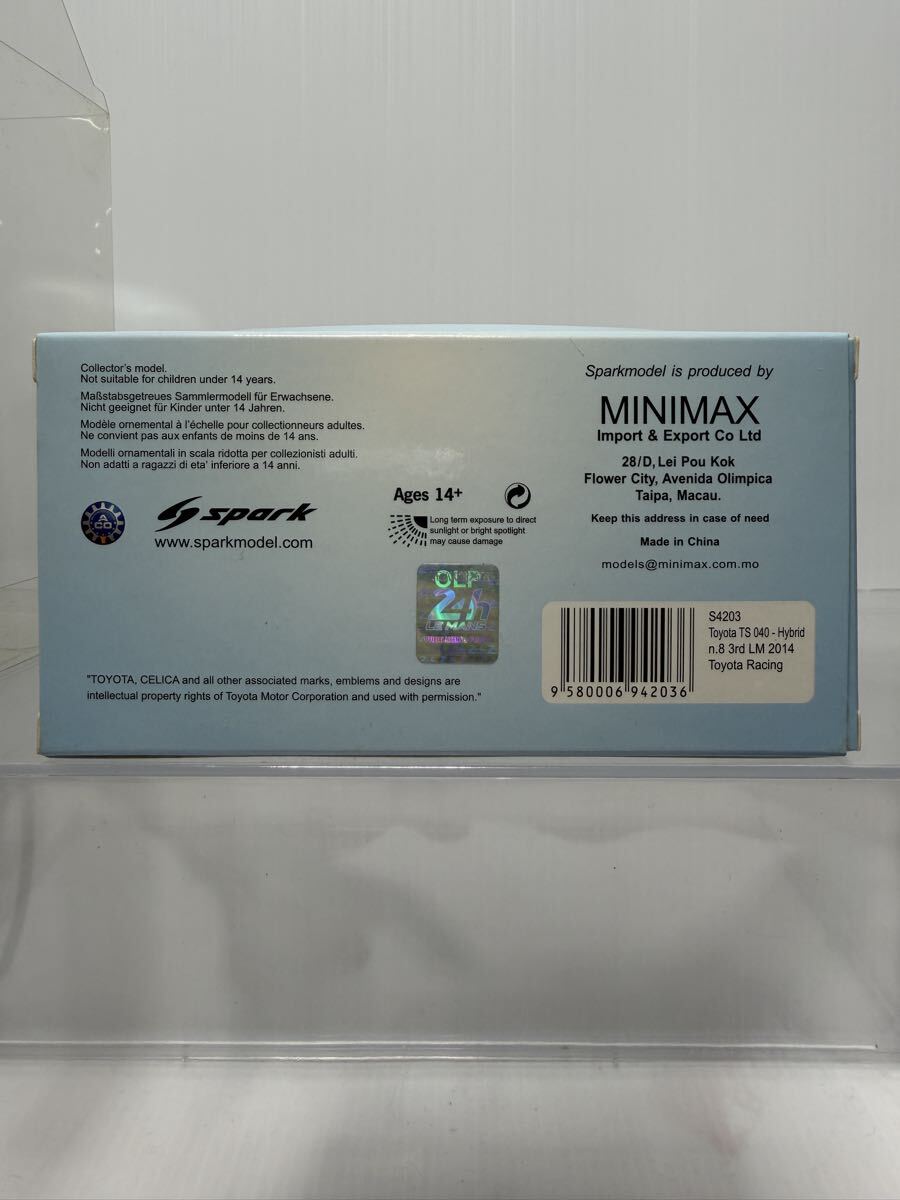 Collector's model.
Not suitable for children under 14 years.
Maßstabsgetreues Sammlermodell für Erwachsene.
Nicht geeignet für Kinder unter 14 Jahren.
Modèle ornemental à l'échelle pour collectionneurs adultes.
Ne convient pas aux enfants de moins de 14 ans.
Modelli ornamentali in scala ridotta per collezionisti adulti.
Non adatti a ragazzi di eta' inferiore a 14 anni.
ACO
spark
www.sparkmodel.com
Ages 14+
Long term exposure to direct
sunlight or bright spotlight
may cause damage
OLP
24h
LE MANS
"TOYOTA, CELICA and all other associated marks, emblems and designs are
intellectual property rights of Toyota Motor Corporation and used with permission."
Sparkmodel is produced by
MINIMAX
Import & Export Co Ltd
28/D, Lei Pou Kok
Flower City, Avenida Olimpica
Taipa, Macau.
Keep this address in case of need
Made in China
models@minimax.com.mo
9 580006 942036
S4203
Toyota TS 040 - Hybrid
n.8 3rd LM 2014
Toyota Racing